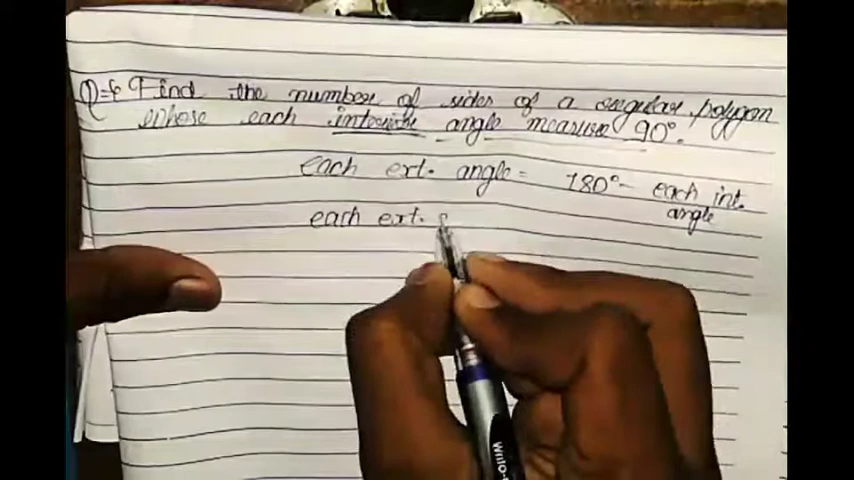 Q=4 Find the number of sides of a regular polygon
whose each interior angle measure 90°.
each ext. angle = 180° - each int.
angle
each ext.